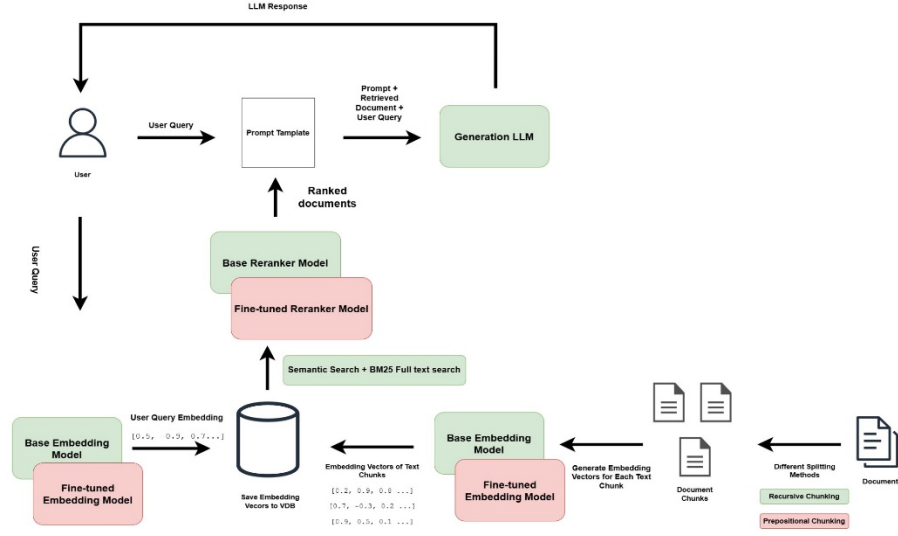 LLM Response
User
User Query
Prompt Tamplate
Prompt +
Retrieved
Document +
User Query
Generation LLM
Ranked
documents
User Query
Base Reranker Model
Fine-tuned Reranker Model
Semantic Search + BM25 Full text search
Base Embedding
Model
Fine-tuned
Embedding Model
User Query Embedding
[0.5, 0.9, 0.7...]
Save Embedding
Vecors to VDB
Embedding Vectors of Text
Chunks
[0.2, 0.9, 0.8 ...]
[0.7, -0.3, 0.2 ...]
[0.9, 0.5, 0.1 ...]
Base Embedding
Model
Fine-tuned
Embedding Model
Generate Embedding
Vectors for Each Text
Chunk
Document
Chunks
Different Splitting
Methods
Recursive Chunking
Prepositional Chunking
Document